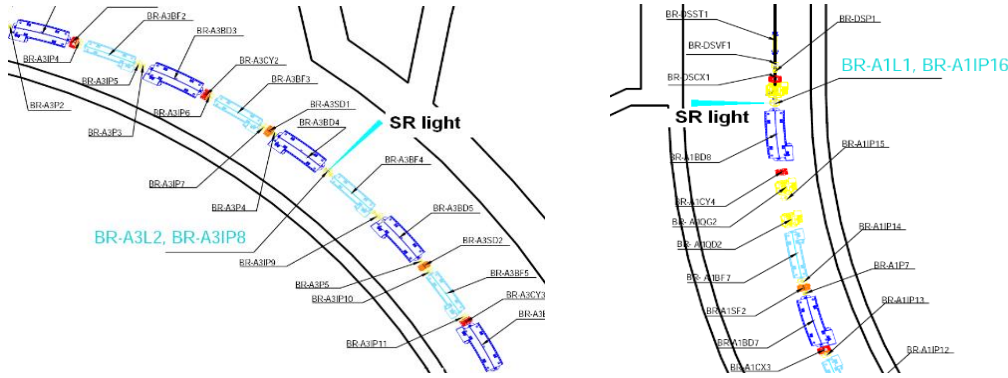 BR-A3BF2
BR-A3BD3
BR-A3IP4
BR-A3CY2
BR-A3IP5
BR-A3BF3
BR-A3P2
BR-A3SD1
BR-A3P3
BR-A3IP6
BR-A3BD4
SR light
BR-A3IP7
BR-A3BF4
BR-A3P4
BR-A3BD5
BR-A3L2, BR-A3IP8
BR-A3SD2
BR-A3IP9
BR-A3P5
BR-A3BF5
BR-A3IP10
BR-A3CY3
BR-A3IP11
BR-DSST1
BR-DSP1
BR-DSVF1
BR-A1L1, BR-A1IP16
BR-DSCX1
SR light
BR-A1IP15
BR-A1BD8
BR-A1CY4
BR-A1QG2
BR-A1IP14
BR-A1QD2
BR-A1P7
BR-A1BF7
BR-A1IP13
BR-A1SF2
BR-A1BD7
BR-A1IP12
BR-A1CX3